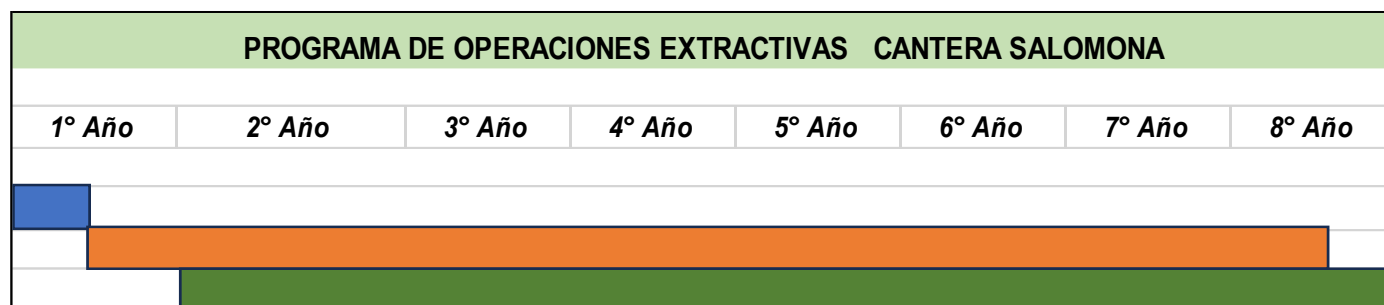 PROGRAMA DE OPERACIONES EXTRACTIVAS CANTERA SALOMONA
1° Año 2° Año 3° Año 4° Año 5° Año 6° Año 7° Año 8° Año